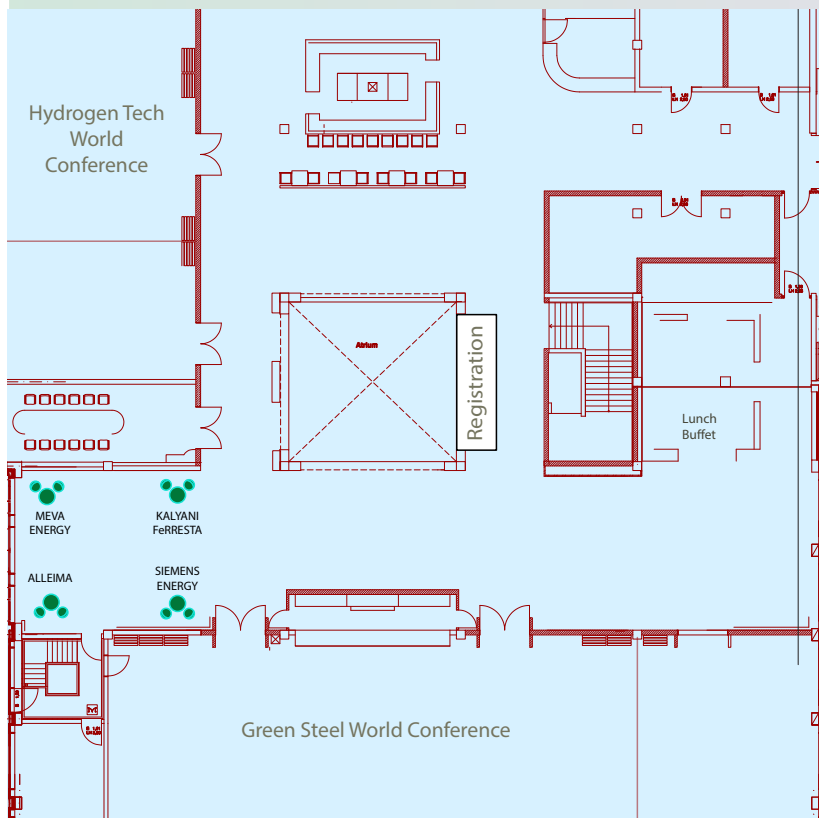 Hydrogen Tech
World
Conference
Atrium
Registration
Lunch
Buffet
MEVA
ENERGY
KALYANI
FeRRESTA
ALLEIMA
SIEMENS
ENERGY
Green Steel World Conference